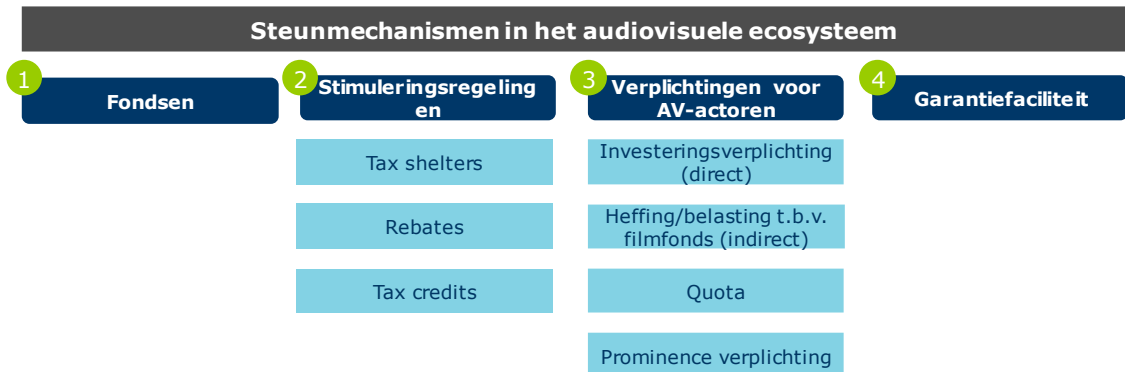 Steunmechanismen in het audiovisuele ecosysteem
1
Fondsen
2
Stimuleringsregeling
en
Tax shelters
Rebates
Tax credits
3
Verplichtingen voor
AV-actoren
Investeringsverplichting
(direct)
Heffing/belasting t.b.v.
filmfonds (indirect)
Quota
Prominence verplichting
4
Garantiefaciliteit